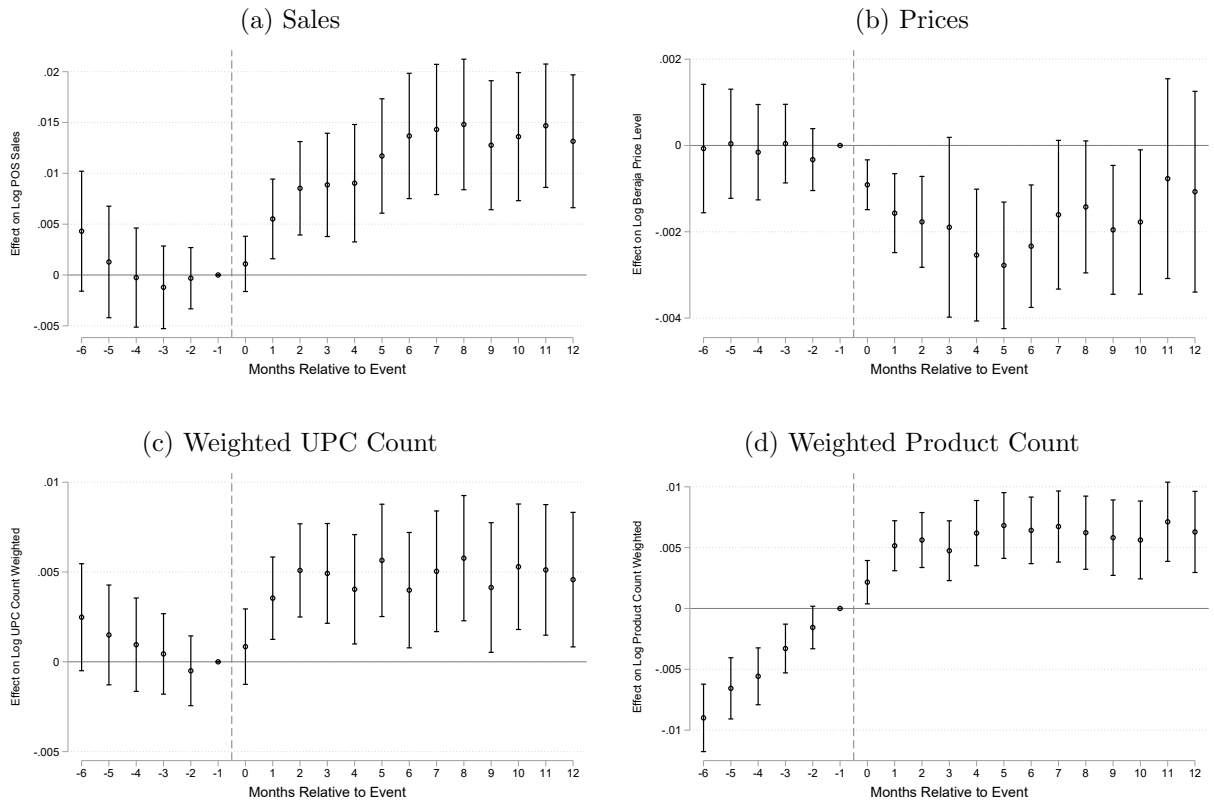 (a) Sales
Effect on Log POS Sales
.02
.015
.01
.005
0
-.005
-6 -5 -4 -3 -2 -1 0 1 2 3 4 5 6 7 8 9 10 11 12
Months Relative to Event
(b) Prices
Effect on Log Beraja Price Level
.002
0
-.002
-.004
-6 -5 -4 -3 -2 -1 0 1 2 3 4 5 6 7 8 9 10 11 12
Months Relative to Event
(c) Weighted UPC Count
Effect on Log UPC Count Weighted
.01
.005
0
-.005
-6 -5 -4 -3 -2 -1 0 1 2 3 4 5 6 7 8 9 10 11 12
Months Relative to Event
(d) Weighted Product Count
Effect on Log Product Count Weighted
.01
.005
0
-.005
-.01
-6 -5 -4 -3 -2 -1 0 1 2 3 4 5 6 7 8 9 10 11 12
Months Relative to Event